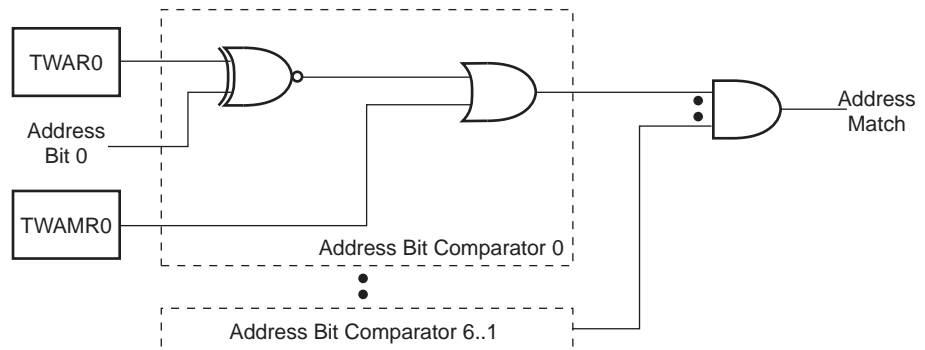 TWAR0
Address
Bit 0
TWAMR0
Address Bit Comparator 0
Address Bit Comparator 6..1
Address
Match